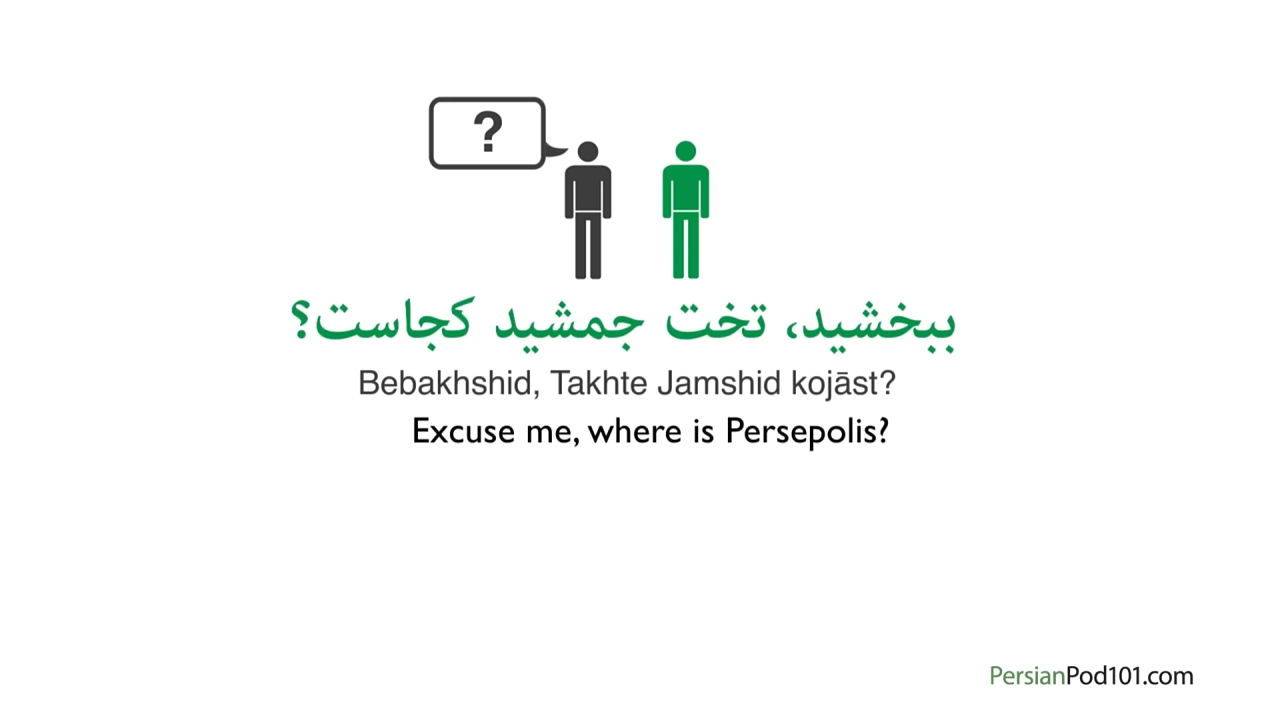 ?
ببخشید، تخت جمشید کجاست؟
Bebakhshid, Takhte Jamshid kojāst?
Excuse me, where is Persepolis?
PersianPod101.com